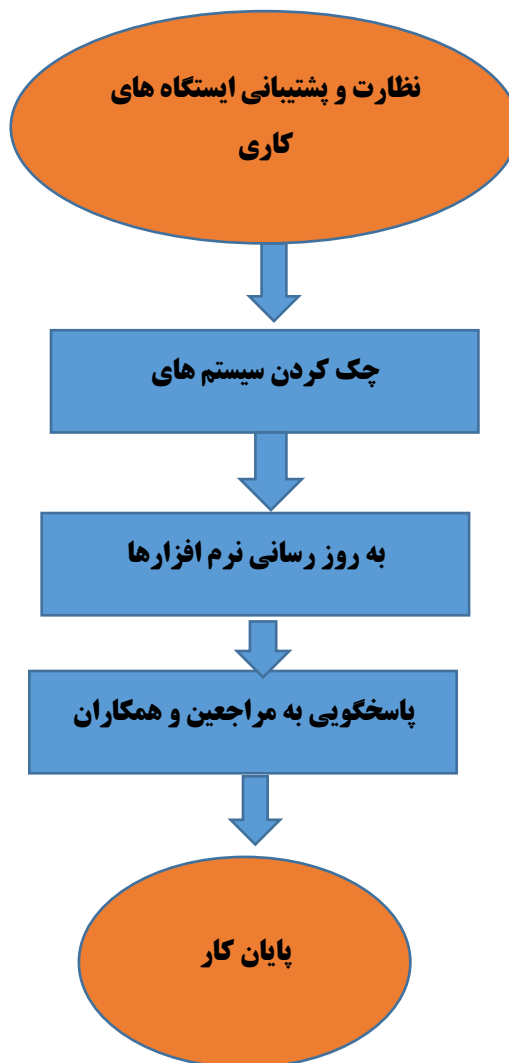 نظارت و پشتیبانی ایستگاه های
کاری
چک کردن سیستم های
به روز رسانی نرم افزارها
پاسخگویی به مراجعین و همکاران
پایان کار